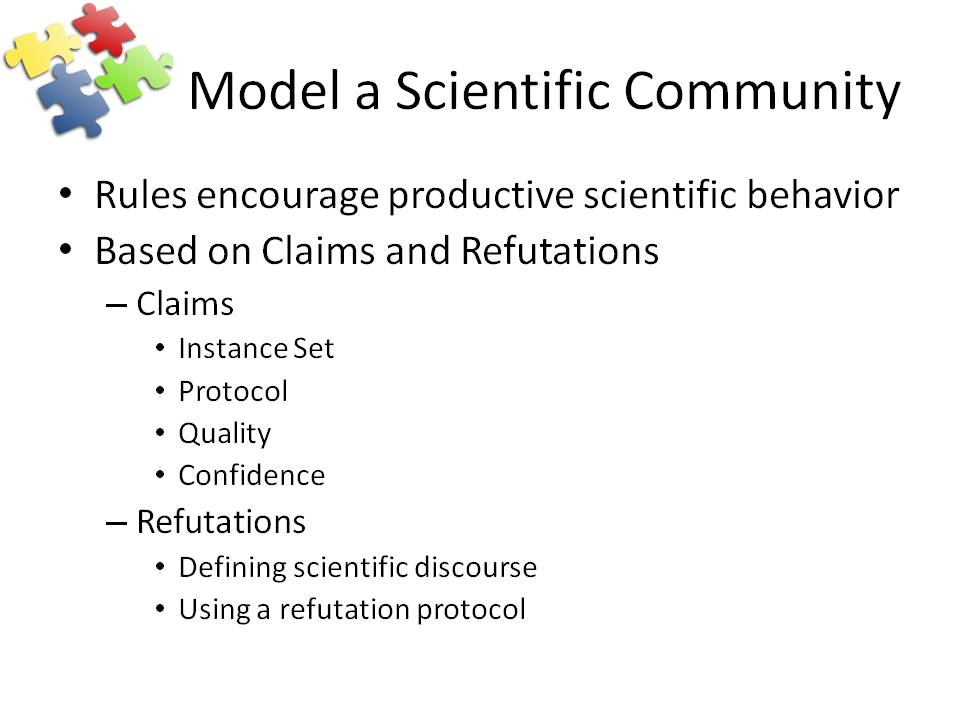 Model a Scientific Community
• Rules encourage productive scientific behavior
• Based on Claims and Refutations
– Claims
• Instance Set
• Protocol
• Quality
• Confidence
– Refutations
• Defining scientific discourse
• Using a refutation protocol